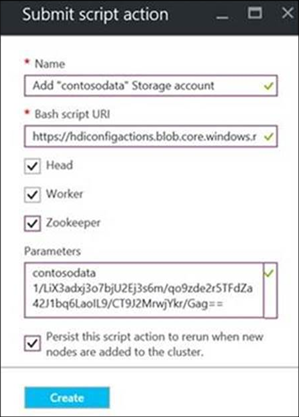 Submit script action
* Name
Add "contosodata" Storage account
* Bash script URI
https://hdiconfigactions.blob.core.windows.r
Head
Worker
Zookeeper
Parameters
contosodata
1/LiX3adxj3o7bjU2Ej3s6m/qo9zde2r5TFdZa
42J1bq6LaolL9/CT9J2MrwjYkr/Gag==
Persist this script action to rerun when new
nodes are added to the cluster.
Create